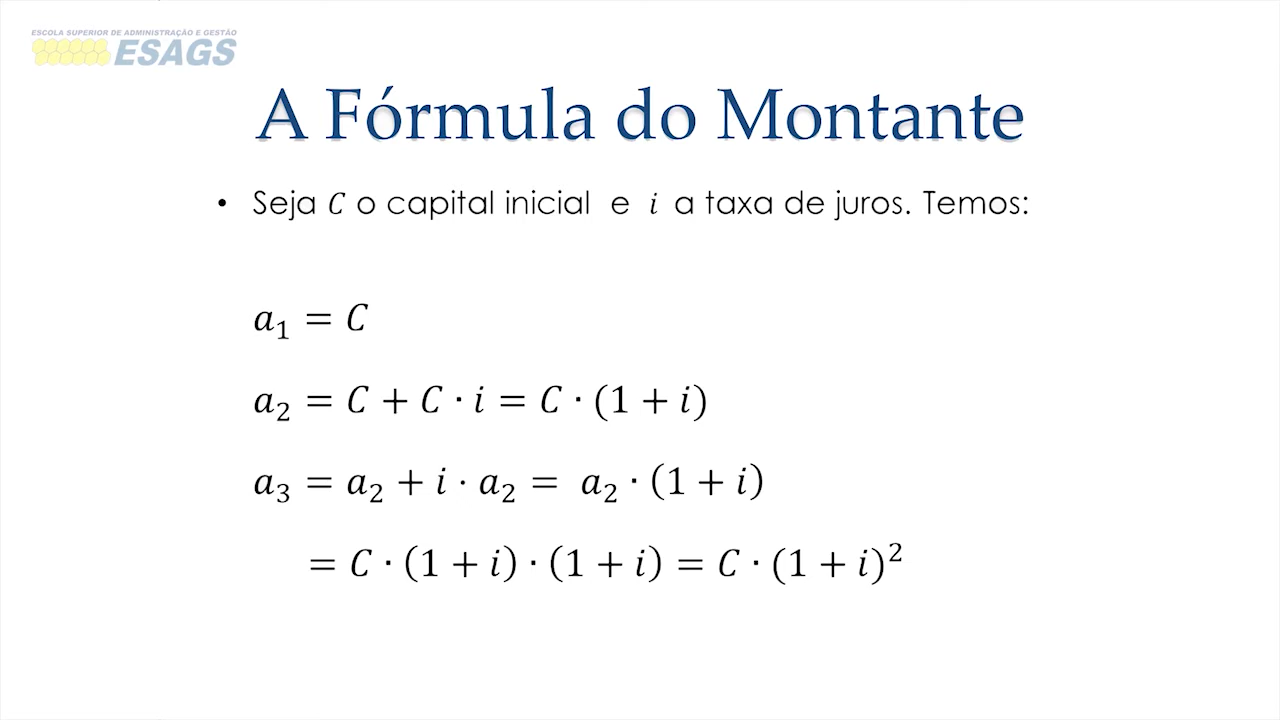 ESCOLA SUPERIOR DE ADMINISTRAÇÃO E GESTÃO
ESAGS
A Fórmula do Montante
• Seja C o capital inicial e i a taxa de juros. Temos:
a₁ = C
a₂ = C + C · i = C · (1 + i)
a₃ = a₂ + i · a₂ = a₂ · (1 + i)
= C · (1 + i) · (1 + i) = C · (1 + i)²